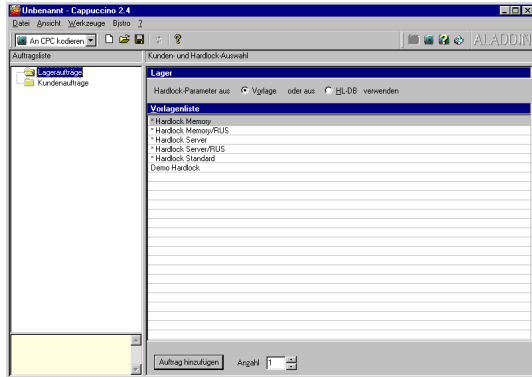 Unbenannt - Cappuccino 2.4
Datei Ansicht Werkzeuge Bistro ?
An CPC kodieren
ALADDIN
Auftragsliste
Kunden- und Hardlock-Auswahl
Lageraufträge
Kundenaufträge
Lager
Hardlock-Parameter aus Vorlage oder aus HL-DB verwenden
Vorlagenliste
* Hardlock Memory
* Hardlock Memory/RUS
* Hardlock Server
* Hardlock Server/RUS
* Hardlock Standard
Demo Hardlock
Auftrag hinzufügen Anzahl 1